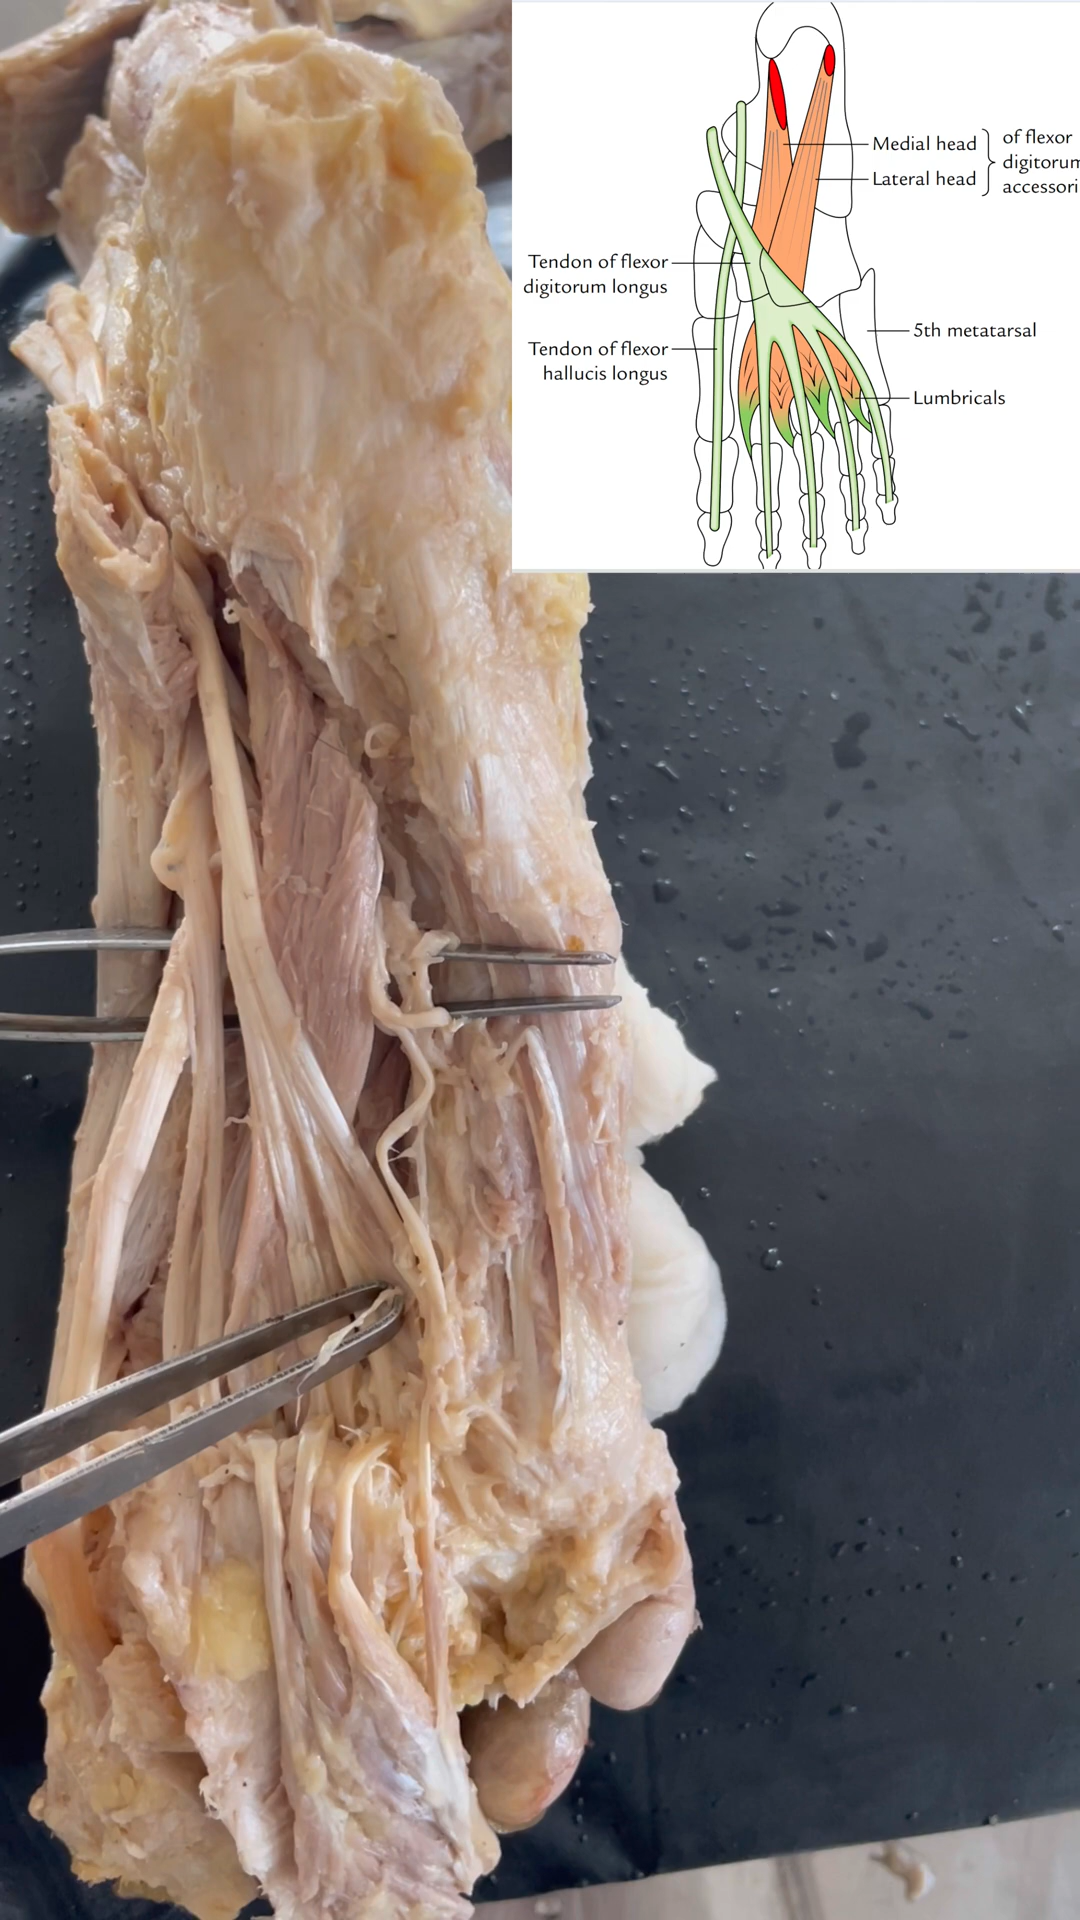 Medial head
Lateral head
of flexor
digitorum
accessori
Tendon of flexor
digitorum longus
Tendon of flexor
hallucis longus
5th metatarsal
Lumbricals